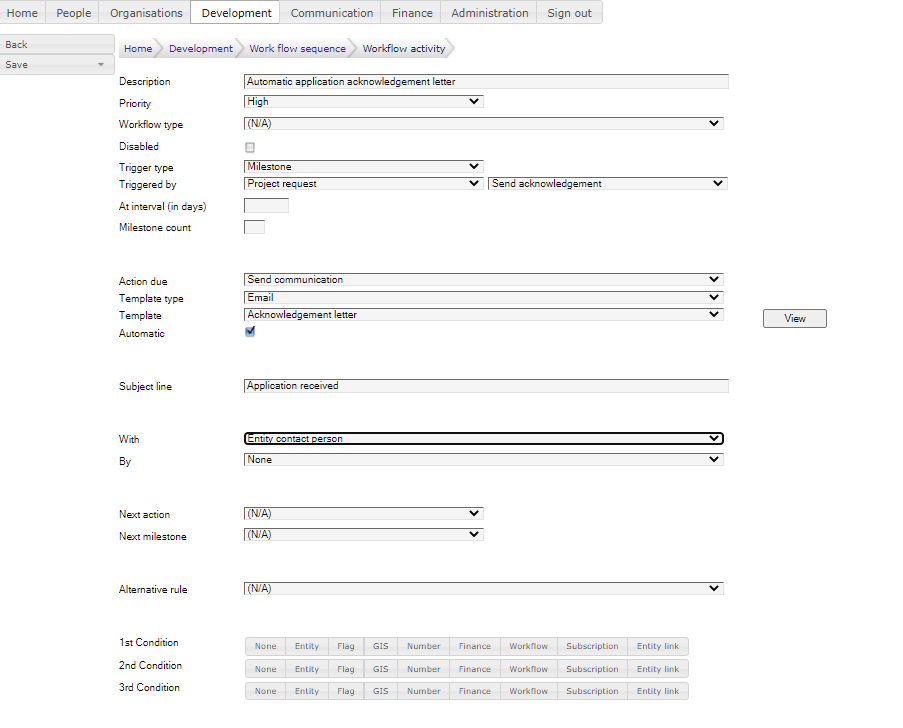 Home People Organisations Development Communication Finance Administration Sign out
Back
Save
Home Development Work flow sequence Workflow activity
Description Automatic application acknowledgement letter
Priority High
Workflow type (N/A)
Disabled
Trigger type Milestone
Triggered by Project request Send acknowledgement
At interval (in days)
Milestone count
Action due Send communication
Template type Email
Template Acknowledgement letter View
Automatic
Subject line Application received
With Entity contact person
By None
Next action (N/A)
Next milestone (N/A)
Alternative rule (N/A)
1st Condition None Entity Flag GIS Number Finance Workflow Subscription Entity link
2nd Condition None Entity Flag GIS Number Finance Workflow Subscription Entity link
3rd Condition None Entity Flag GIS Number Finance Workflow Subscription Entity link